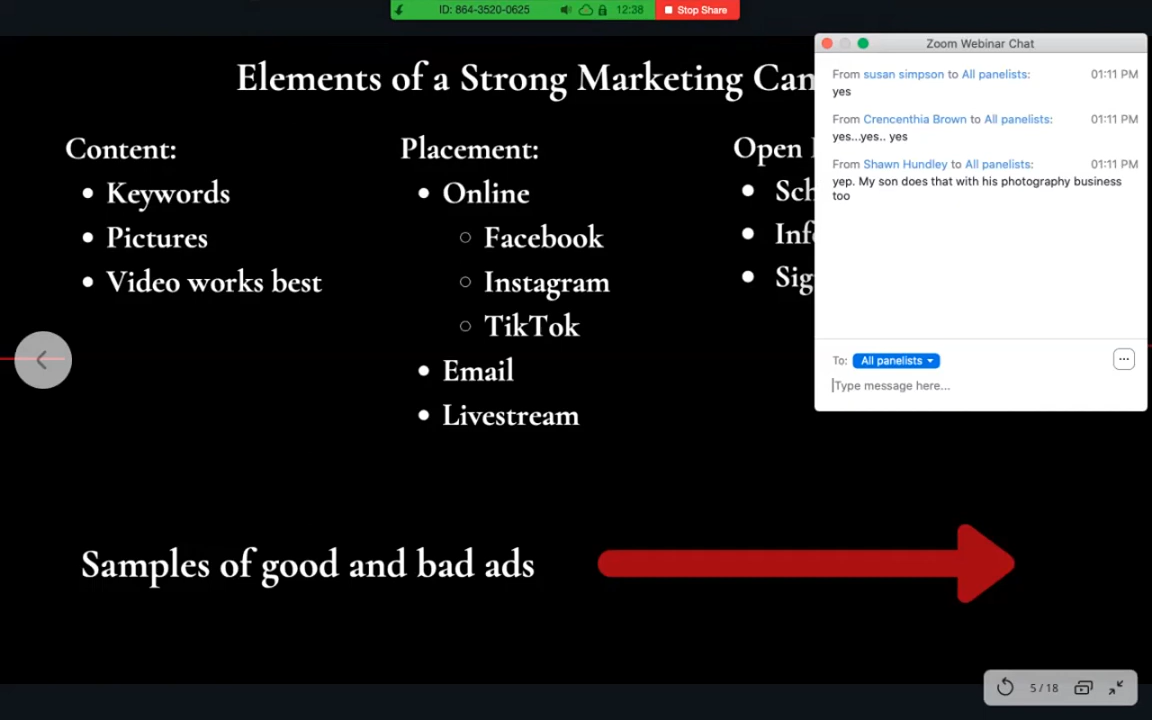 ID: 864-3520-0625
12:38
Stop Share
Elements of a Strong Marketing
Content:
Keywords
Pictures
Video works best
Placement:
Online
Facebook
Instagram
TikTok
Email
Livestream
Open
Samples of good and bad ads
Zoom Webinar Chat
From susan simpson to All panelists: 01:11 PM
yes
From Crencenthia Brown to All panelists: 01:11 PM
yes...yes.. yes
From Shawn Hundley to All panelists: 01:11 PM
yep. My son does that with his photography business
too
To: All panelists
Type message here...
5 / 18